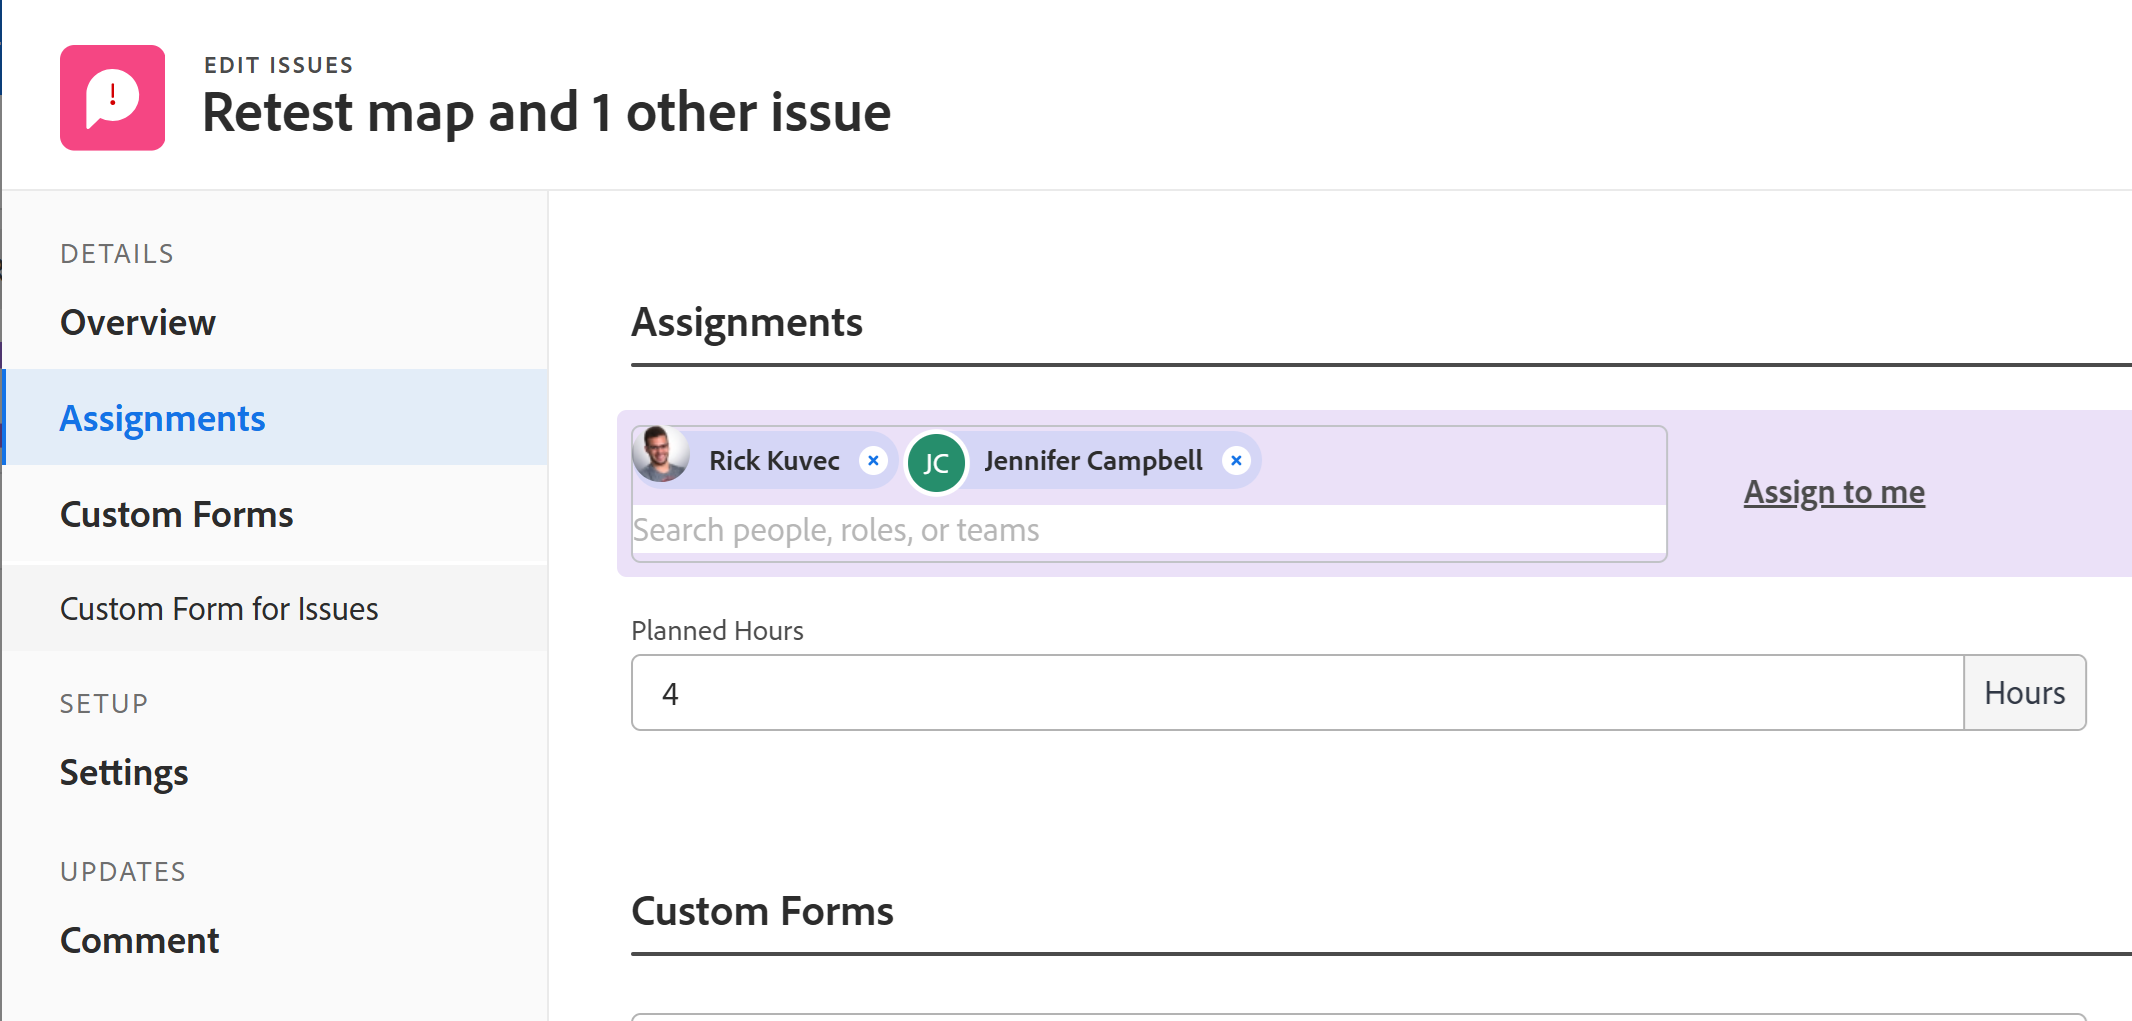 EDIT ISSUES
Retest map and 1 other issue
DETAILS
Overview
Assignments
Custom Forms
Custom Form for Issues
SETUP
Settings
UPDATES
Comment
Assignments
Rick Kuvec
JC Jennifer Campbell
Search people, roles, or teams
Assign to me
Planned Hours
4 Hours
Custom Forms